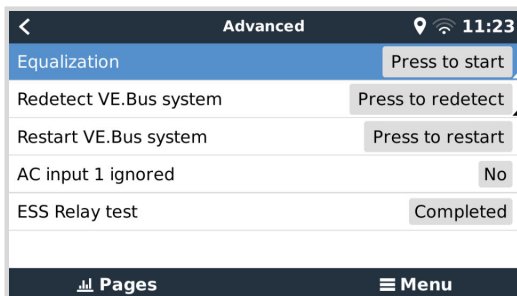 Advanced 11:23
Equalization Press to start
Redetect VE.Bus system Press to redetect
Restart VE.Bus system Press to restart
AC input 1 ignored No
ESS Relay test Completed
Pages Menu